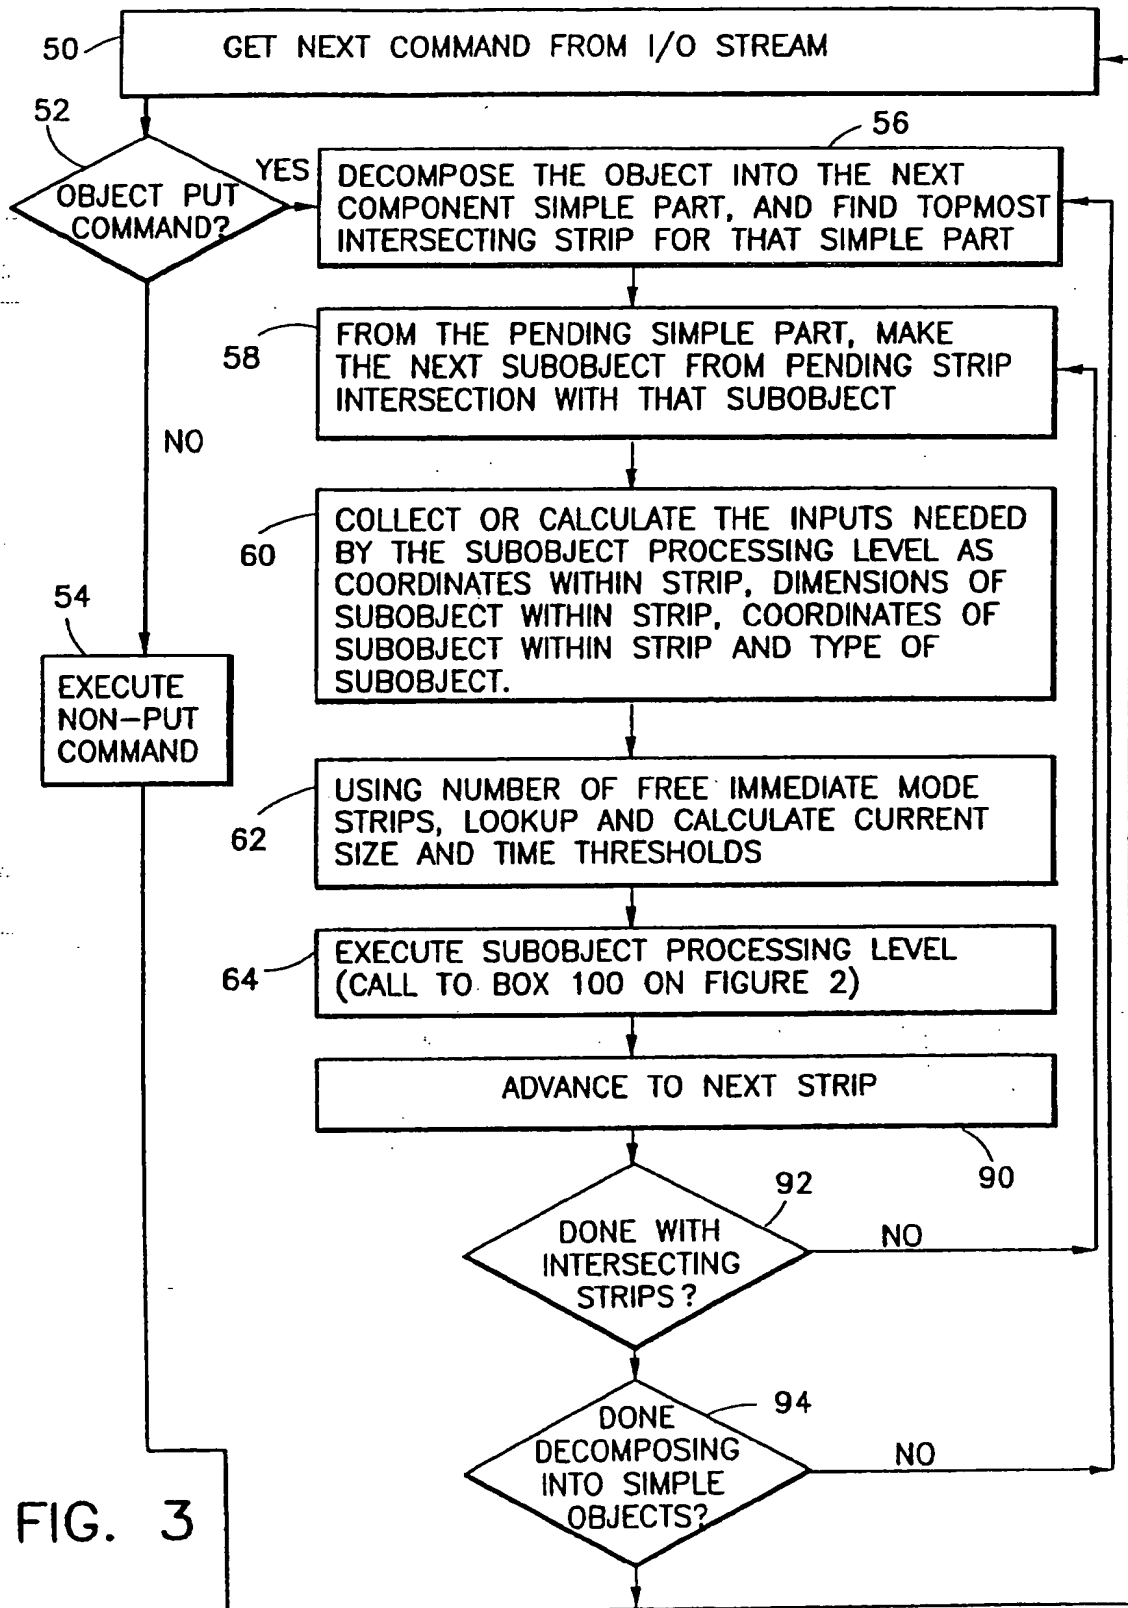 50
GET NEXT COMMAND FROM I/O STREAM
52
OBJECT PUT
COMMAND?
YES
56
DECOMPOSE THE OBJECT INTO THE NEXT
COMPONENT SIMPLE PART, AND FIND TOPMOST
INTERSECTING STRIP FOR THAT SIMPLE PART
58
FROM THE PENDING SIMPLE PART, MAKE
THE NEXT SUBOBJECT FROM PENDING STRIP
INTERSECTION WITH THAT SUBOBJECT
NO
60
COLLECT OR CALCULATE THE INPUTS NEEDED
BY THE SUBOBJECT PROCESSING LEVEL AS
COORDINATES WITHIN STRIP, DIMENSIONS OF
SUBOBJECT WITHIN STRIP, COORDINATES OF
SUBOBJECT WITHIN STRIP AND TYPE OF
SUBOBJECT.
54
EXECUTE
NON-PUT
COMMAND
62
USING NUMBER OF FREE IMMEDIATE MODE
STRIPS, LOOKUP AND CALCULATE CURRENT
SIZE AND TIME THRESHOLDS
64
EXECUTE SUBOBJECT PROCESSING LEVEL
(CALL TO BOX 100 ON FIGURE 2)
ADVANCE TO NEXT STRIP
90
92
DONE WITH
INTERSECTING
STRIPS?
NO
94
DONE
DECOMPOSING
INTO SIMPLE
OBJECTS?
NO
FIG. 3